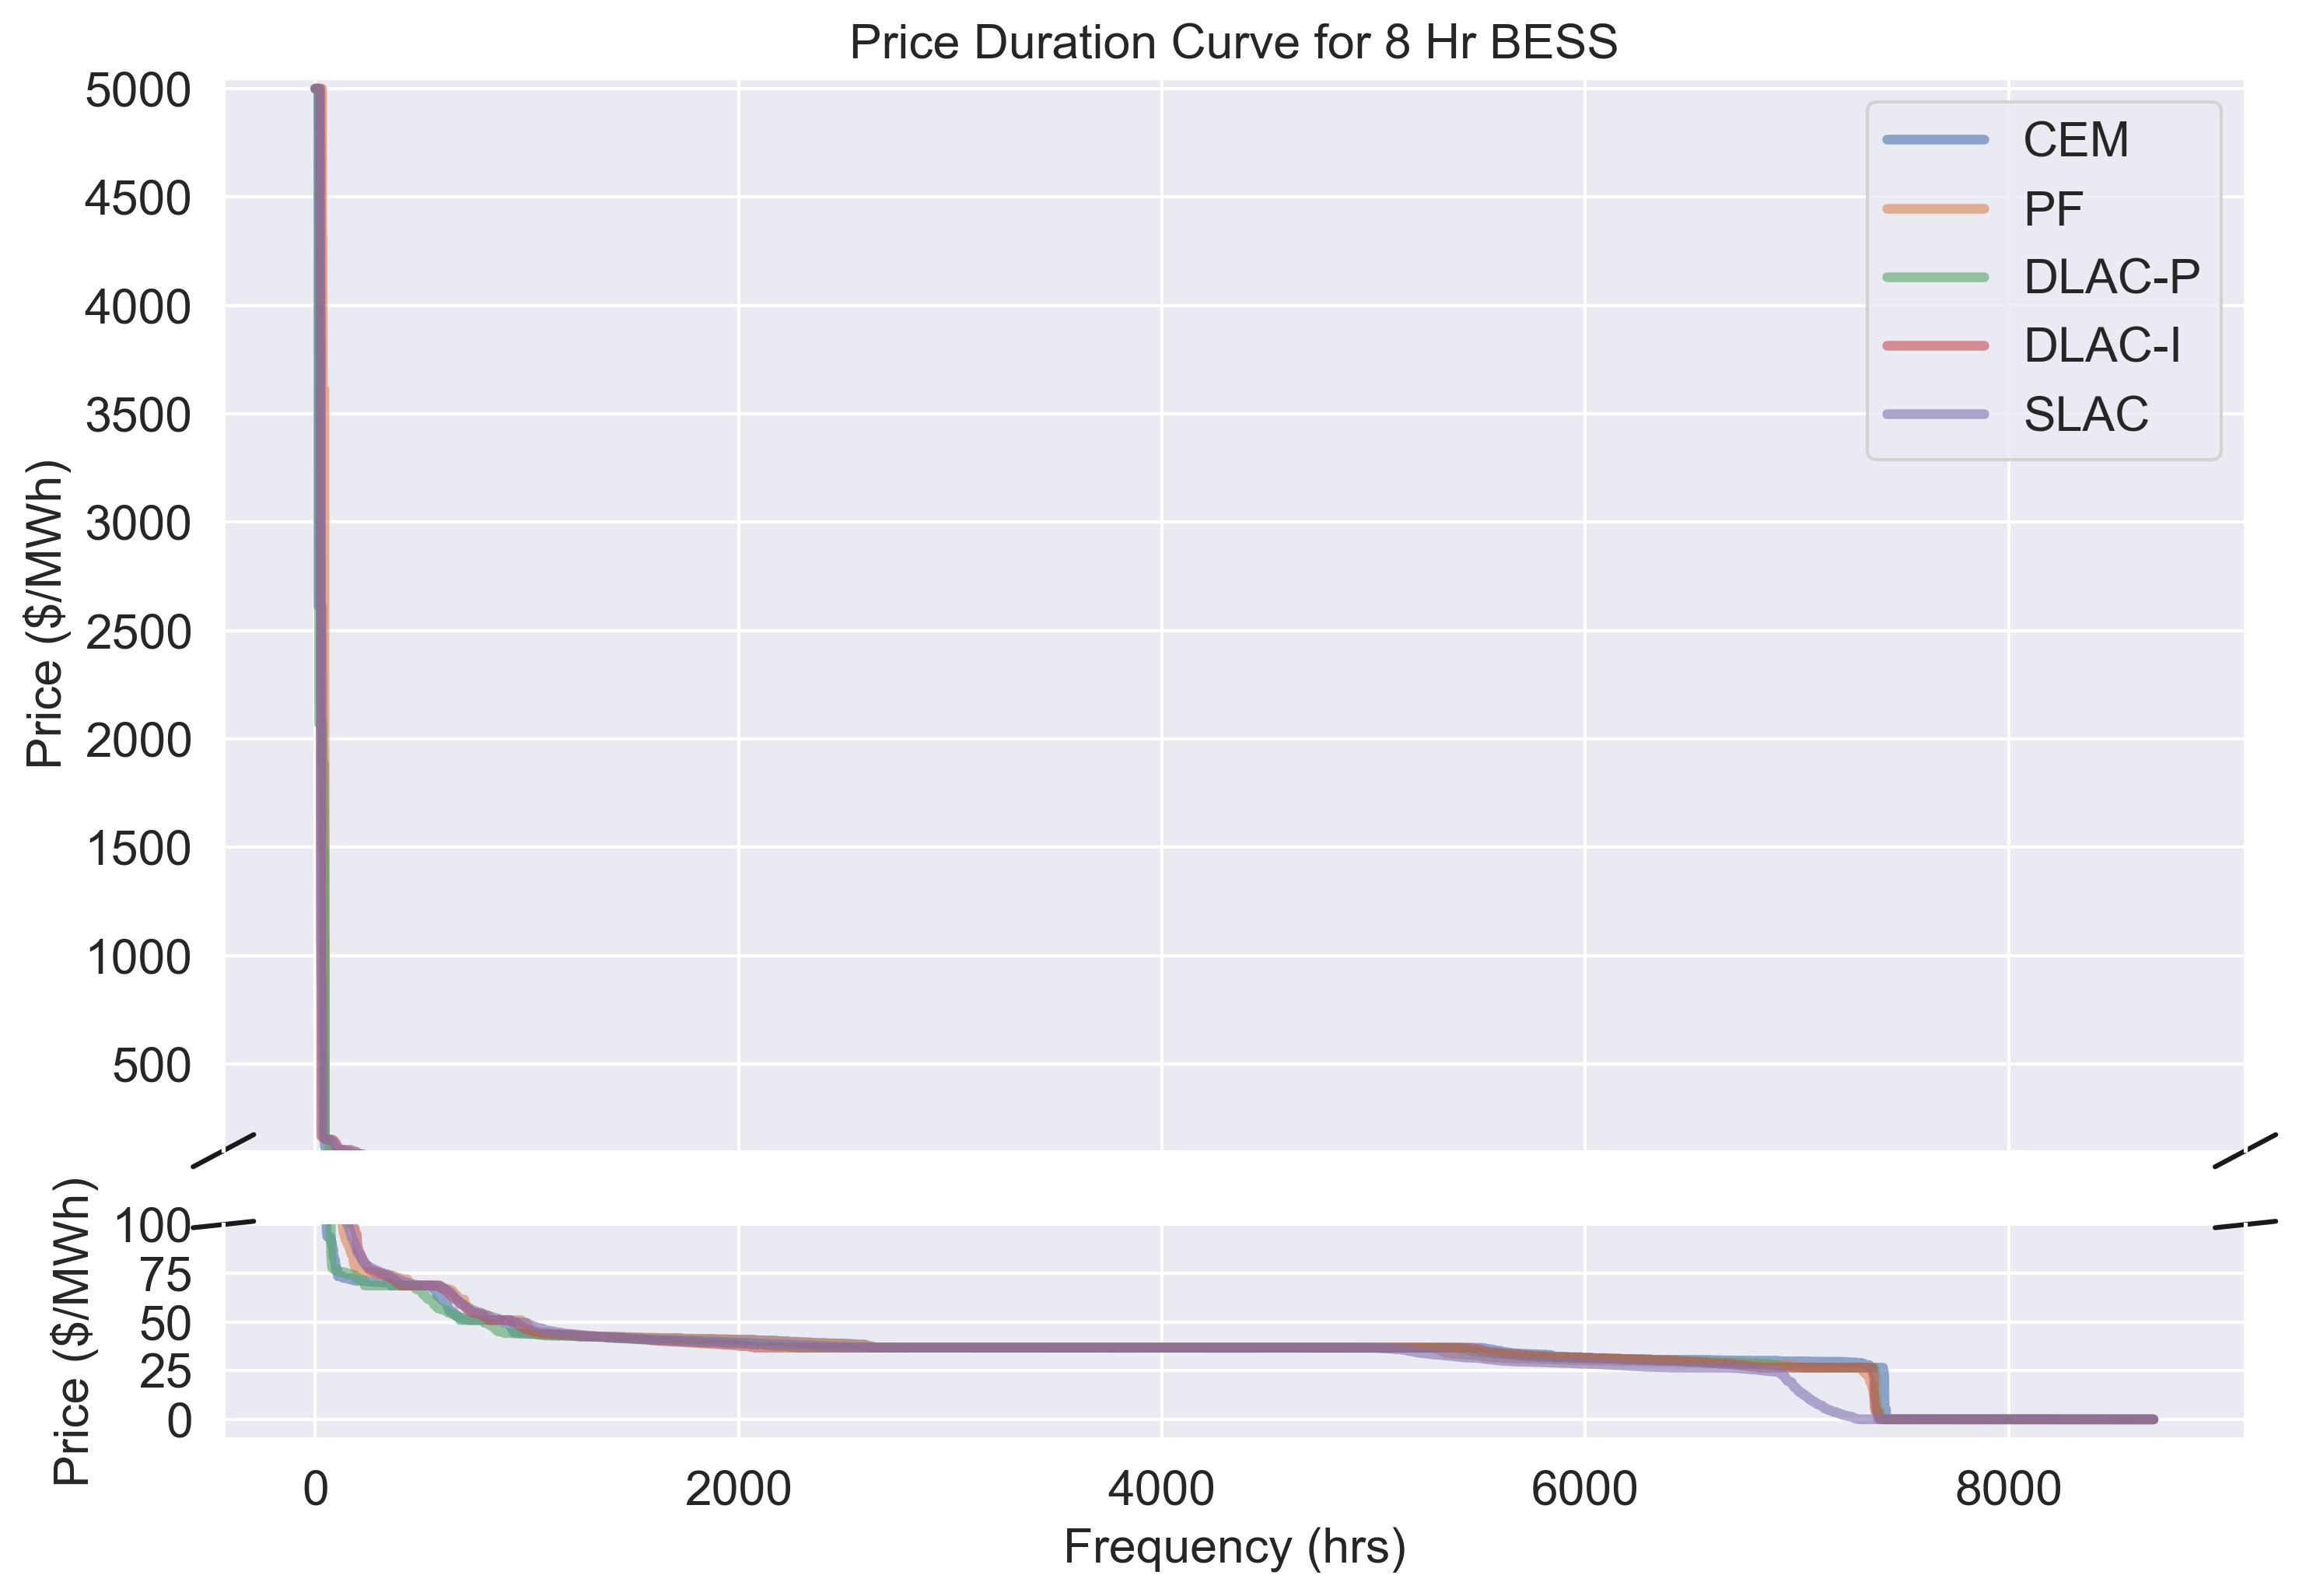 Price Duration Curve for 8 Hr BESS
5000
4500
4000
3500
3000
2500
2000
1500
1000
500
Price ($/MWh)
CEM
PF
DLAC-P
DLAC-I
SLAC
100
75
50
25
0
Price ($/MWh)
0 2000 4000 6000 8000
Frequency (hrs)